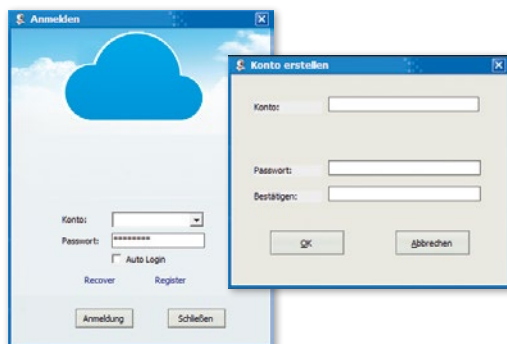 Anmelden
Konto:
Passwort: ********
Auto Login
Recover Register
Anmeldung Schließen
Konto erstellen
Konto:
Passwort:
Bestätigen:
OK Abbrechen